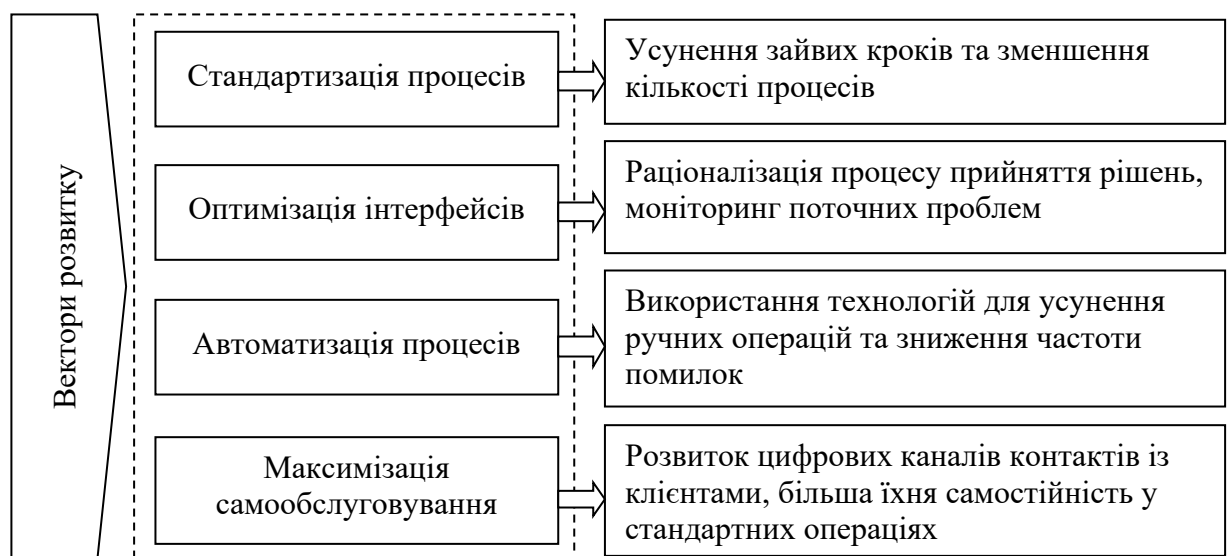 Вектори розвитку
Стандартизація процесів
Усунення зайвих кроків та зменшення
кількості процесів
Оптимізація інтерфейсів
Раціоналізація процесу прийняття рішень,
моніторинг поточних проблем
Автоматизація процесів
Використання технологій для усунення
ручних операцій та зниження частоти
помилок
Максимізація
самообслуговування
Розвиток цифрових каналів контактів із
клієнтами, більша їхня самостійність у
стандартних операціях